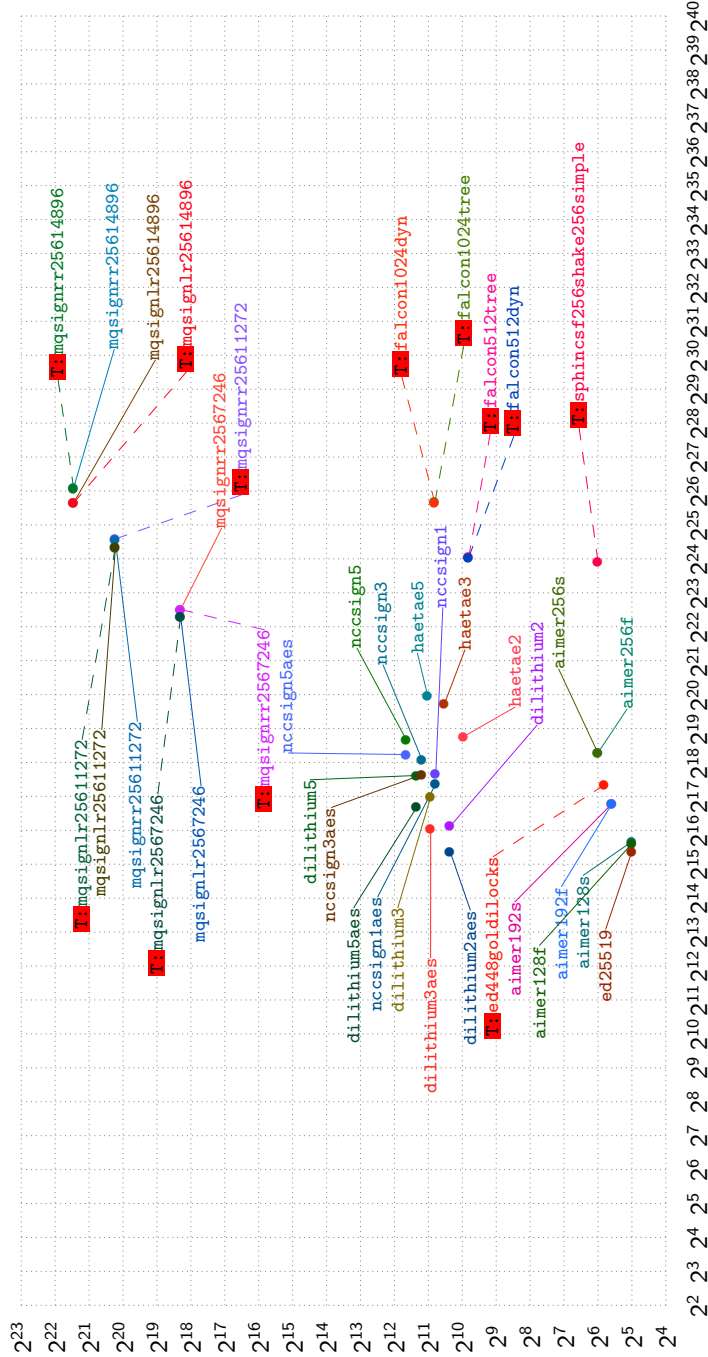 2^23
2^22
2^21
2^20
2^19
2^18
2^17
2^16
2^15
2^14
2^13
2^12
2^11
2^10
2^9
2^8
2^7
2^6
2^5
2^4
T:mqsignrr25614896
T:mqsignlr25611272
mqsignlr25611272
mqsignrr25614896
mqsignrr25611272
mqsignlr25614896
T:mqsignlr2567246
T:mqsignlr25614896
mqsignlr2567246
mqsignrr2567246
T:mqsignrr25611272
T:mqsignrr2567246
nccsign5aes
dilithium5
nccsign3aes
dilithium5aes
nccsign5
nccsign1aes
nccsign3
dilithium3
T:falcon1024dyn
haetae5
dilithium3aes
nccsign1
haetae3
T:falcon1024tree
dilithium2aes
T:ed448goldilocks
T:falcon512tree
T:falcon512dyn
haetae2
aimer192s
dilithium2
aimer128f
aimer256s
aimer192f
T:sphincsf256shake256simple
aimer128s
ed25519
aimer256f
2^2
2^3
2^4
2^5
2^6
2^7
2^8
2^9
2^10
2^11
2^12
2^13
2^14
2^15
2^16
2^17
2^18
2^19
2^20
2^21
2^22
2^23
2^24
2^25
2^26
2^27
2^28
2^29
2^30
2^31
2^32
2^33
2^34
2^35
2^36
2^37
2^38
2^39
2^40